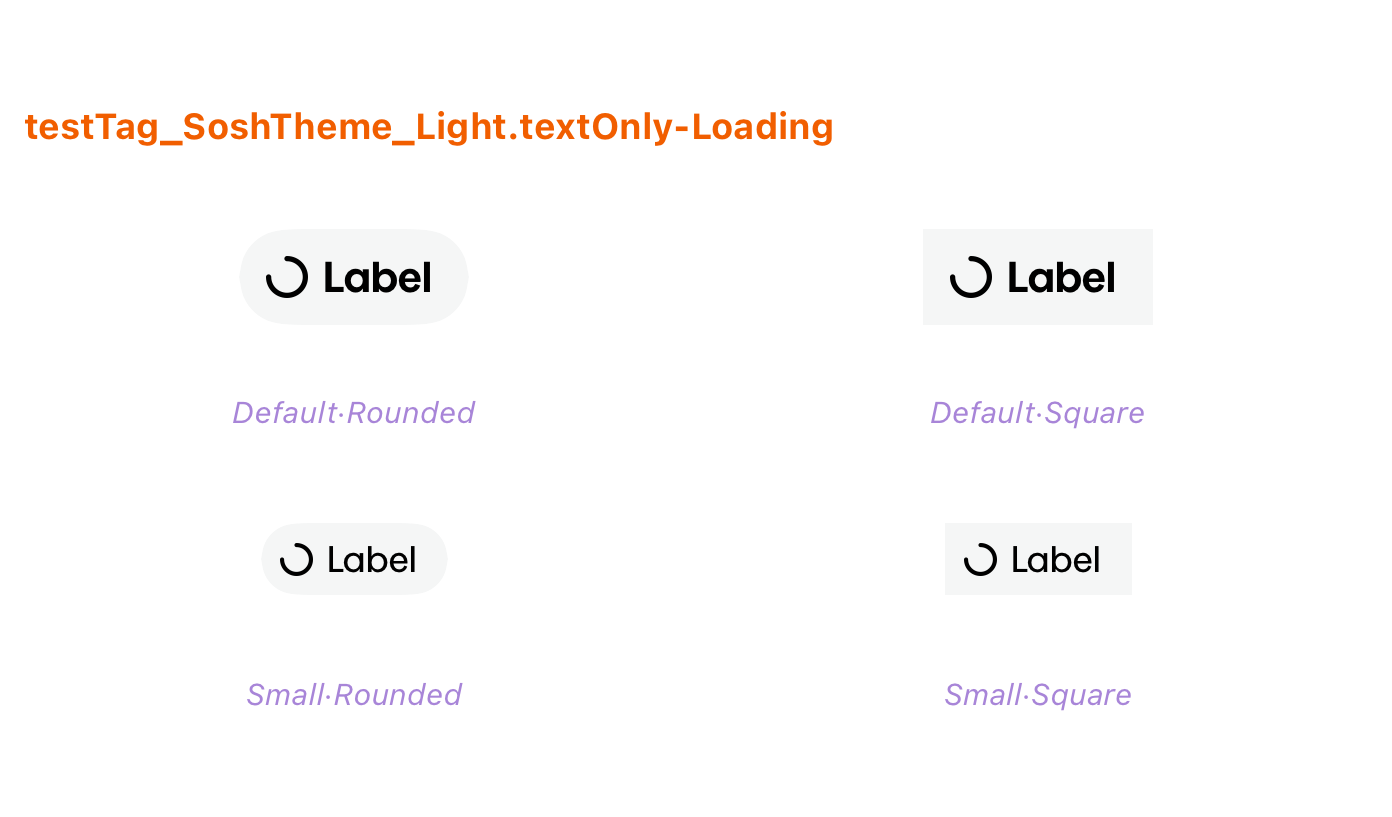 testTag_SoshTheme_Light.textOnly-Loading
Label
Label
Default·Rounded
Default·Square
Label
Label
Small·Rounded
Small·Square